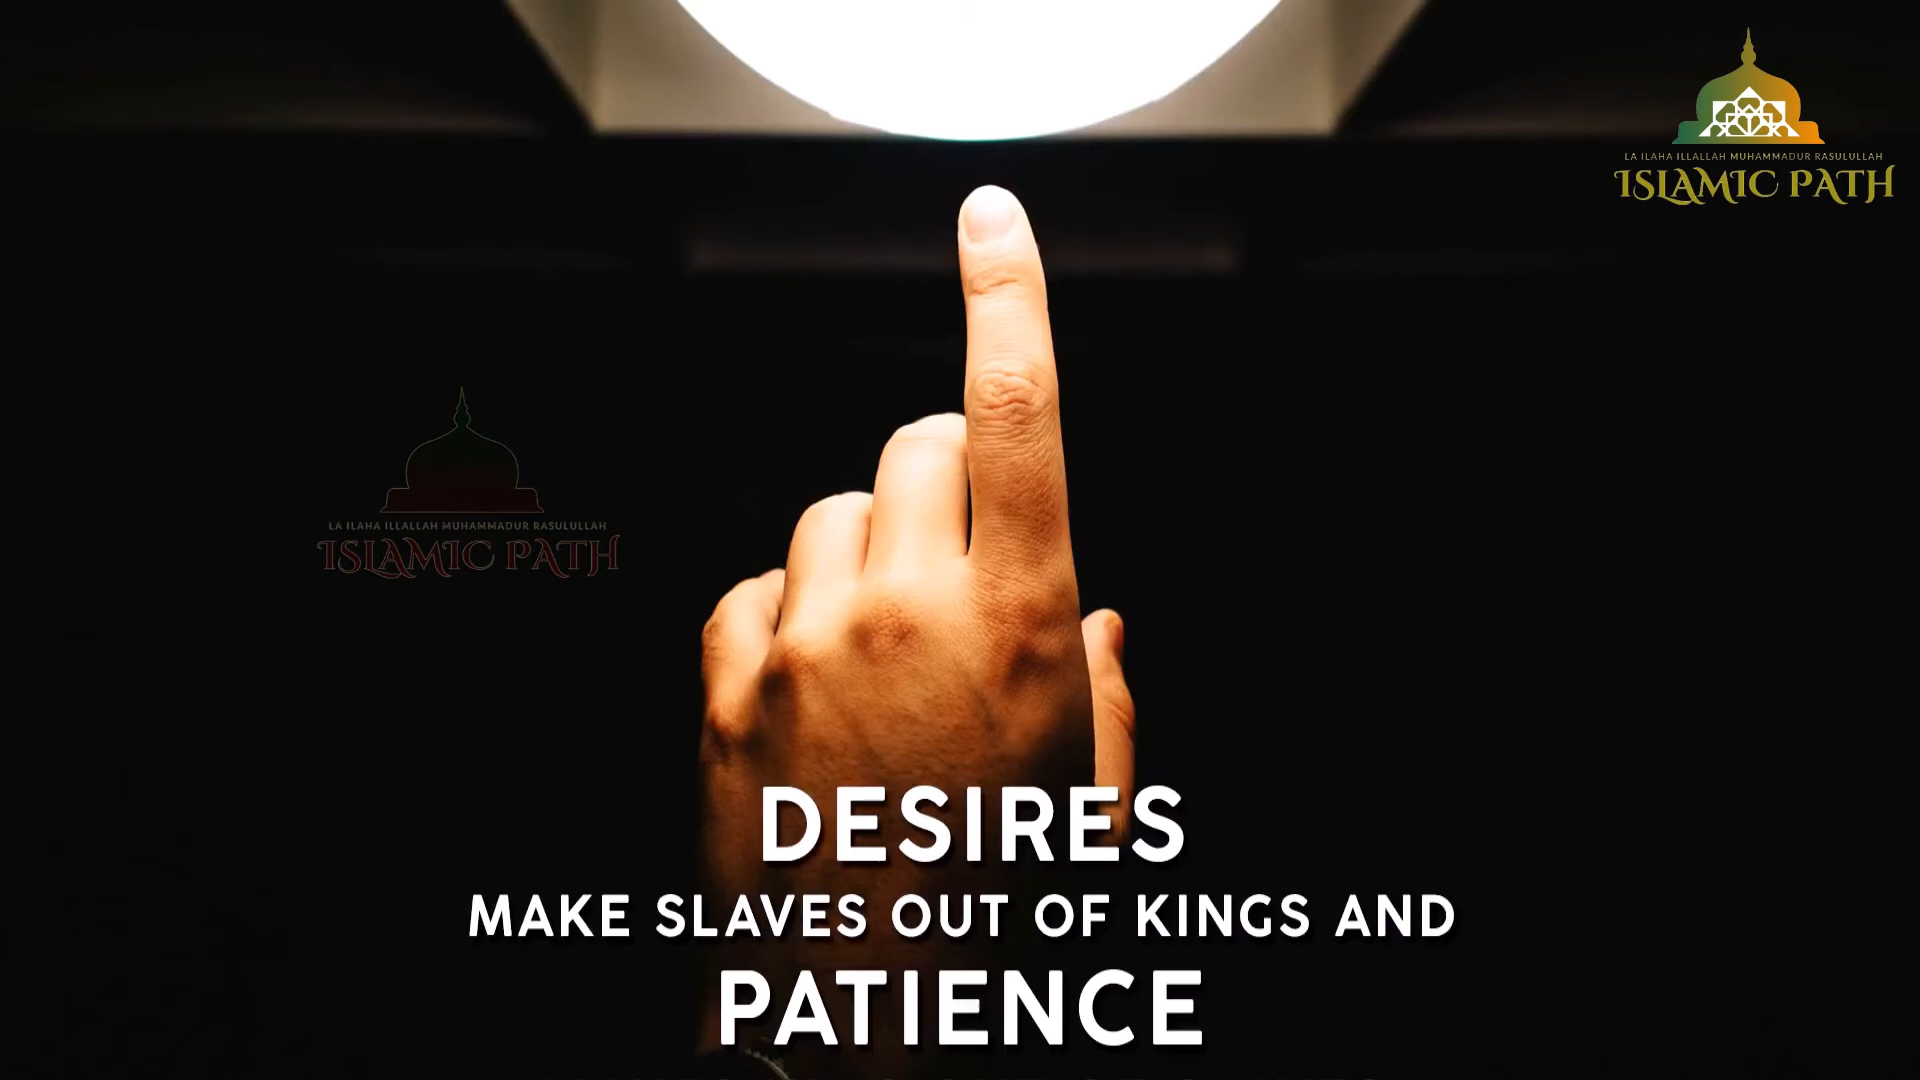 LA ILAHA ILLALLAH MUHAMMADUR RASULULLAH
ISLAMIC PATH
LA ILAHA ILLALLAH MUHAMMADUR RASULULLAH
ISLAMIC PATH
DESIRES
MAKE SLAVES OUT OF KINGS AND
PATIENCE